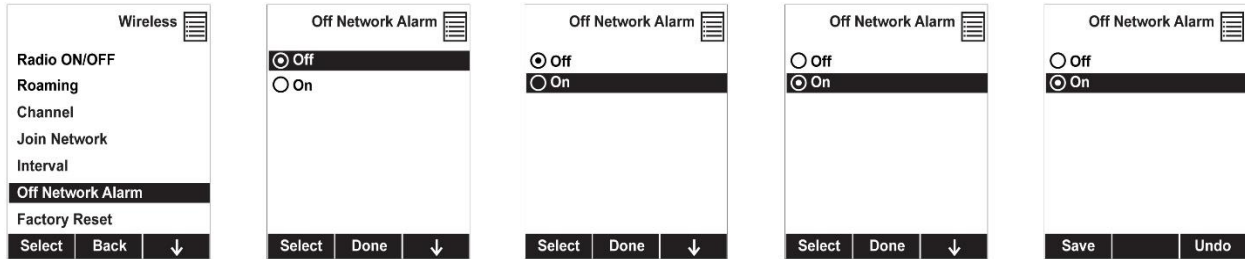 Wireless
Radio ON/OFF
Roaming
Channel
Join Network
Interval
Off Network Alarm
Factory Reset
Select Back ↓
Off Network Alarm
Off
On
Select Done ↓
Off Network Alarm
Off
On
Select Done ↓
Off Network Alarm
Off
On
Select Done ↓
Off Network Alarm
Off
On
Save Undo